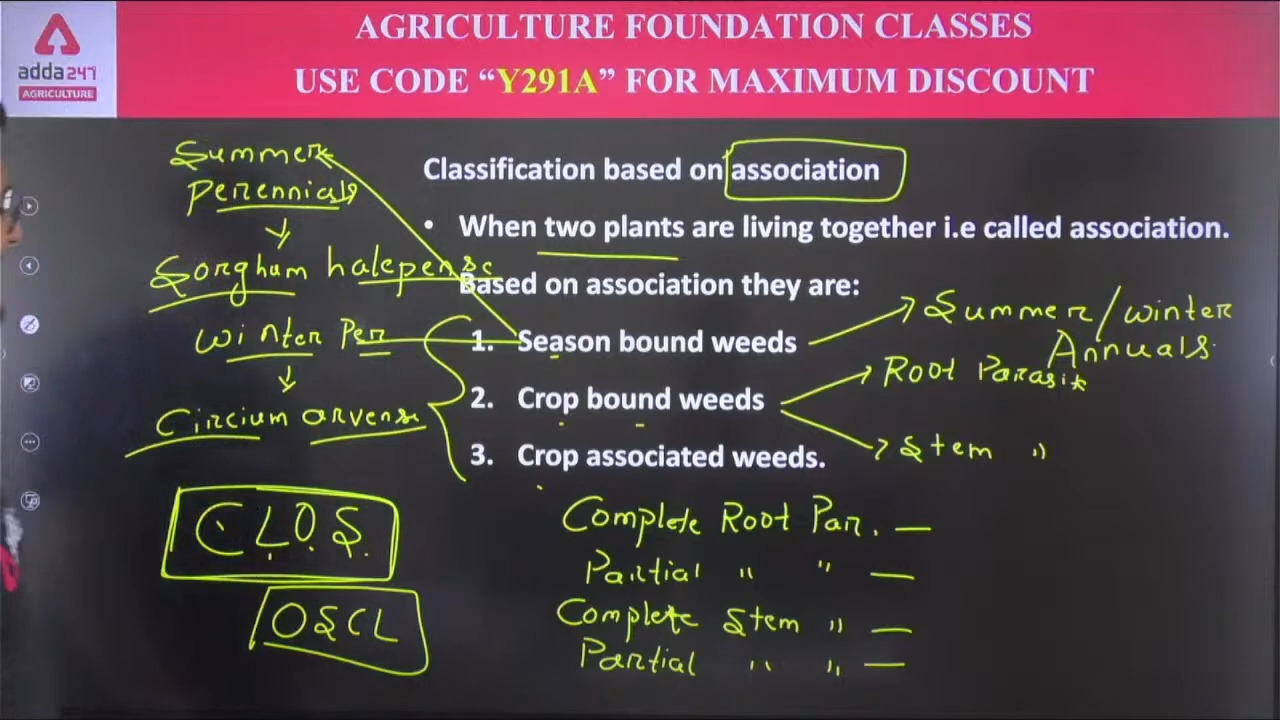 adda247
AGRICULTURE
AGRICULTURE FOUNDATION CLASSES
USE CODE “Y291A” FOR MAXIMUM DISCOUNT
Summer
Perennials
Sorghum halepense
Winter Per
Circium arvense
C L O S
OSCL
Classification based on association
• When two plants are living together i.e called association.
Based on association they are:
1. Season bound weeds
2. Crop bound weeds
3. Crop associated weeds.
Summer/winter
Annuals
Root Parasite
Stem "
Complete Root Par. —
Partial " " —
Complete Stem " —
Partial " " —